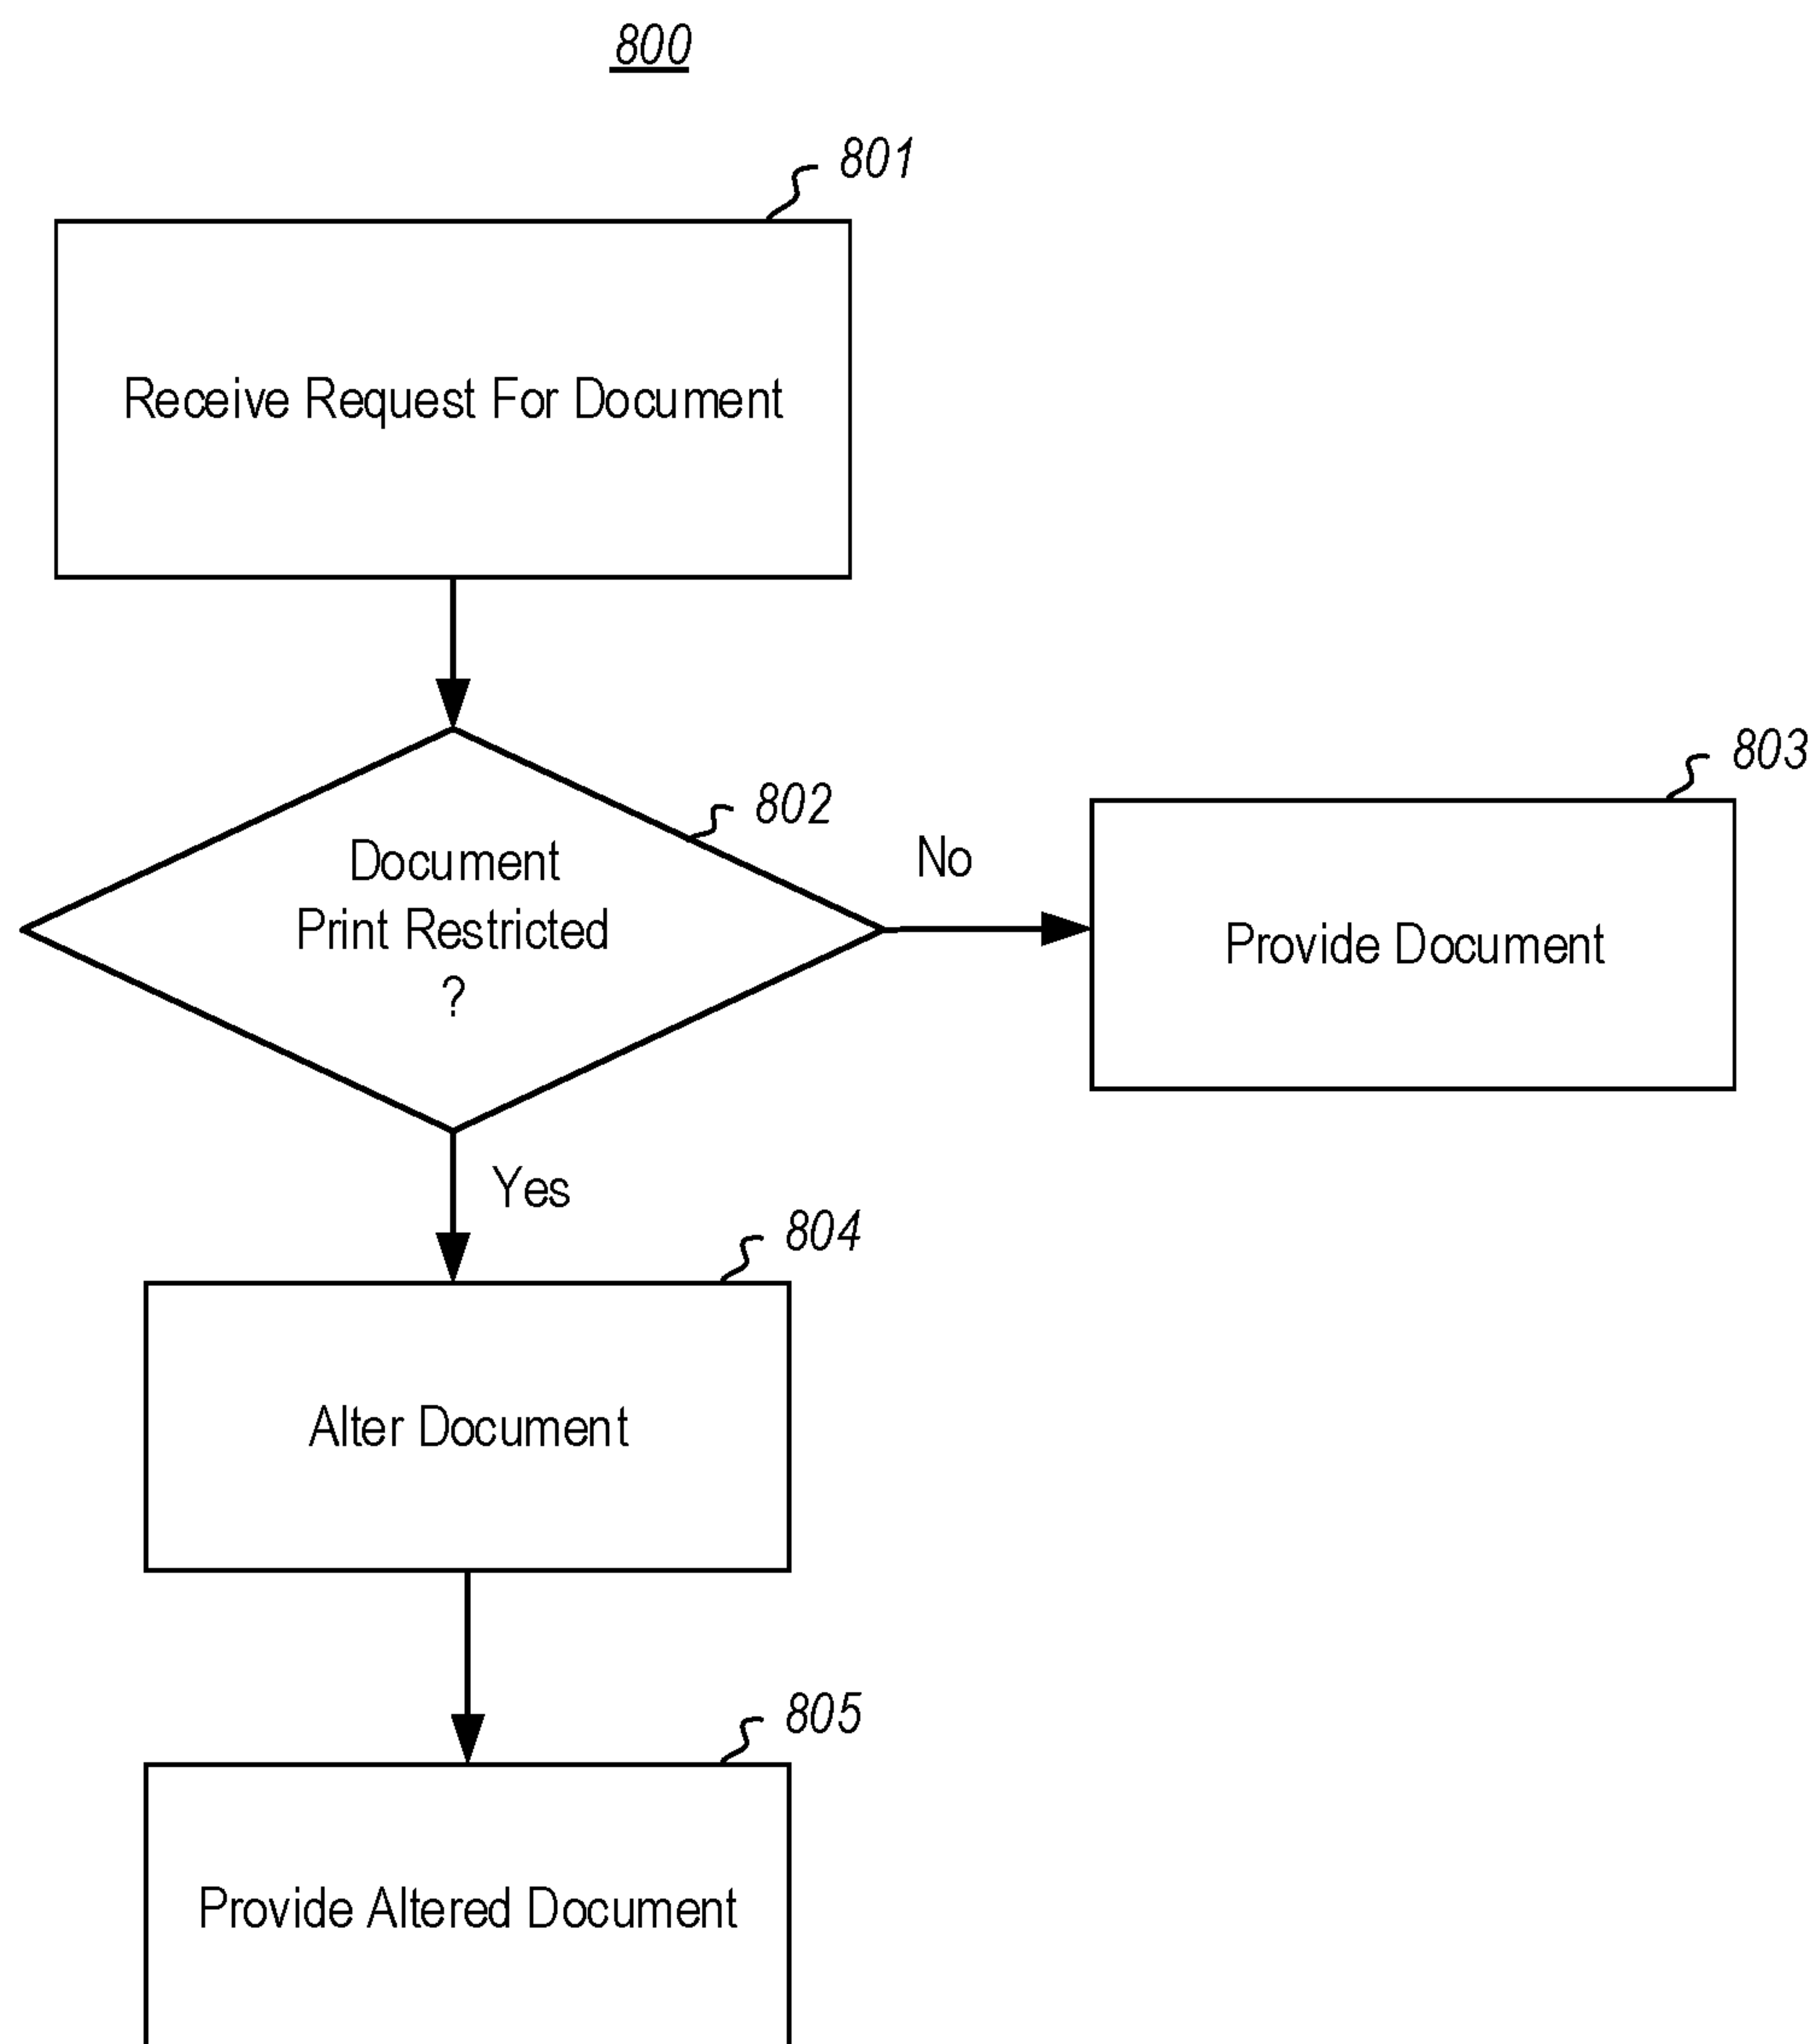 800
801
Receive Request For Document
802
Document
Print Restricted
?
No
803
Provide Document
Yes
804
Alter Document
805
Provide Altered Document